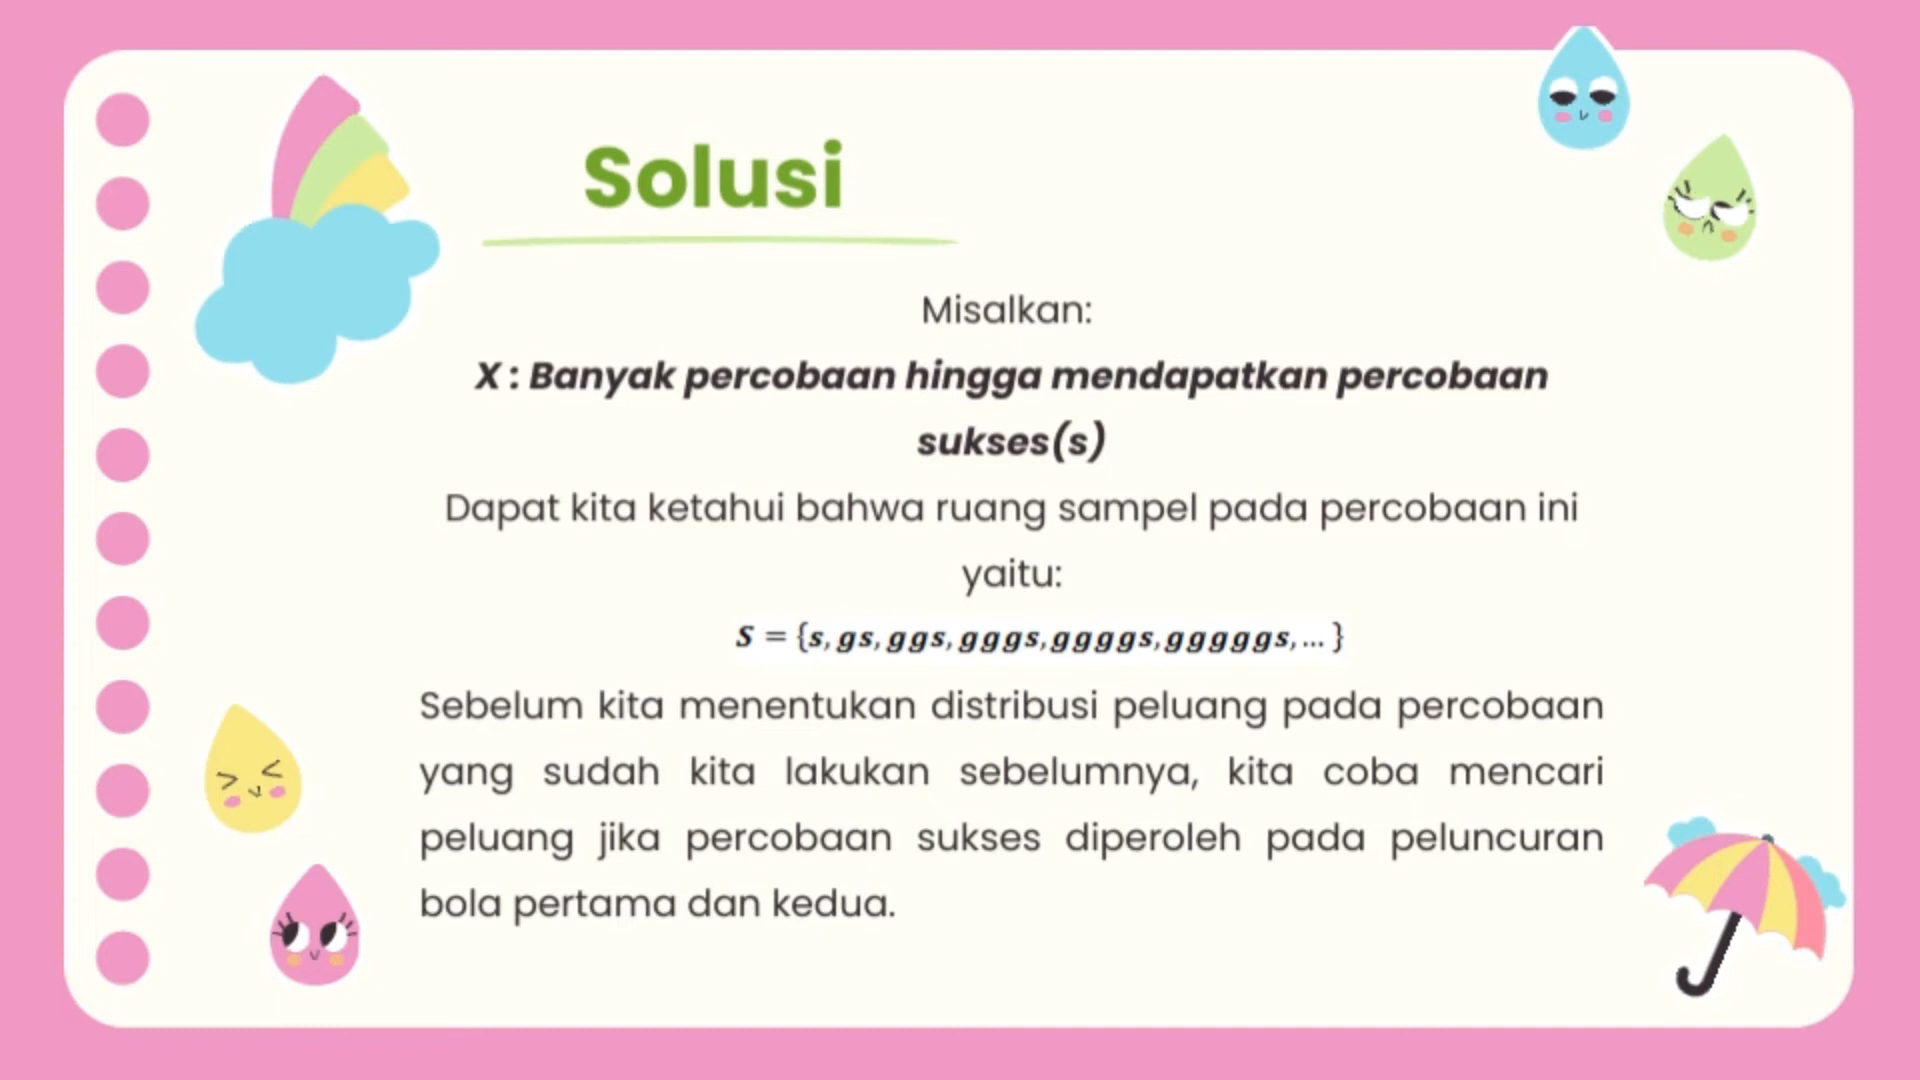 Solusi
Misalkan:
X : Banyak percobaan hingga mendapatkan percobaan
sukses(s)
Dapat kita ketahui bahwa ruang sampel pada percobaan ini
yaitu:
S = {s, gs, ggs, gggs, ggggs, gggggs, ... }
Sebelum kita menentukan distribusi peluang pada percobaan
yang sudah kita lakukan sebelumnya, kita coba mencari
peluang jika percobaan sukses diperoleh pada peluncuran
bola pertama dan kedua.